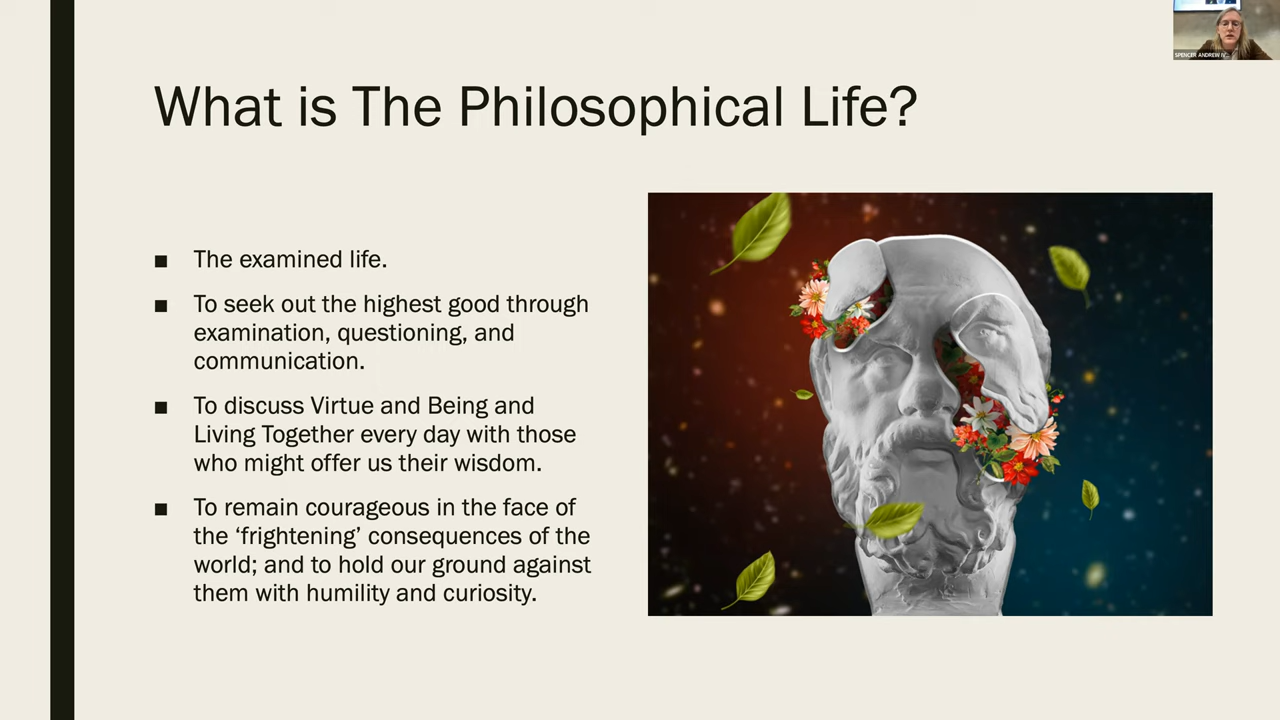 SPENCER ANDREW
What is The Philosophical Life?
■ The examined life.
■ To seek out the highest good through
examination, questioning, and
communication.
■ To discuss Virtue and Being and
Living Together every day with those
who might offer us their wisdom.
■ To remain courageous in the face of
the ‘frightening’ consequences of the
world; and to hold our ground against
them with humility and curiosity.